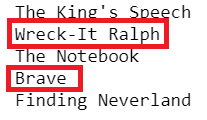 The King's Speech
Wreck-It Ralph
The Notebook
Brave
Finding Neverland